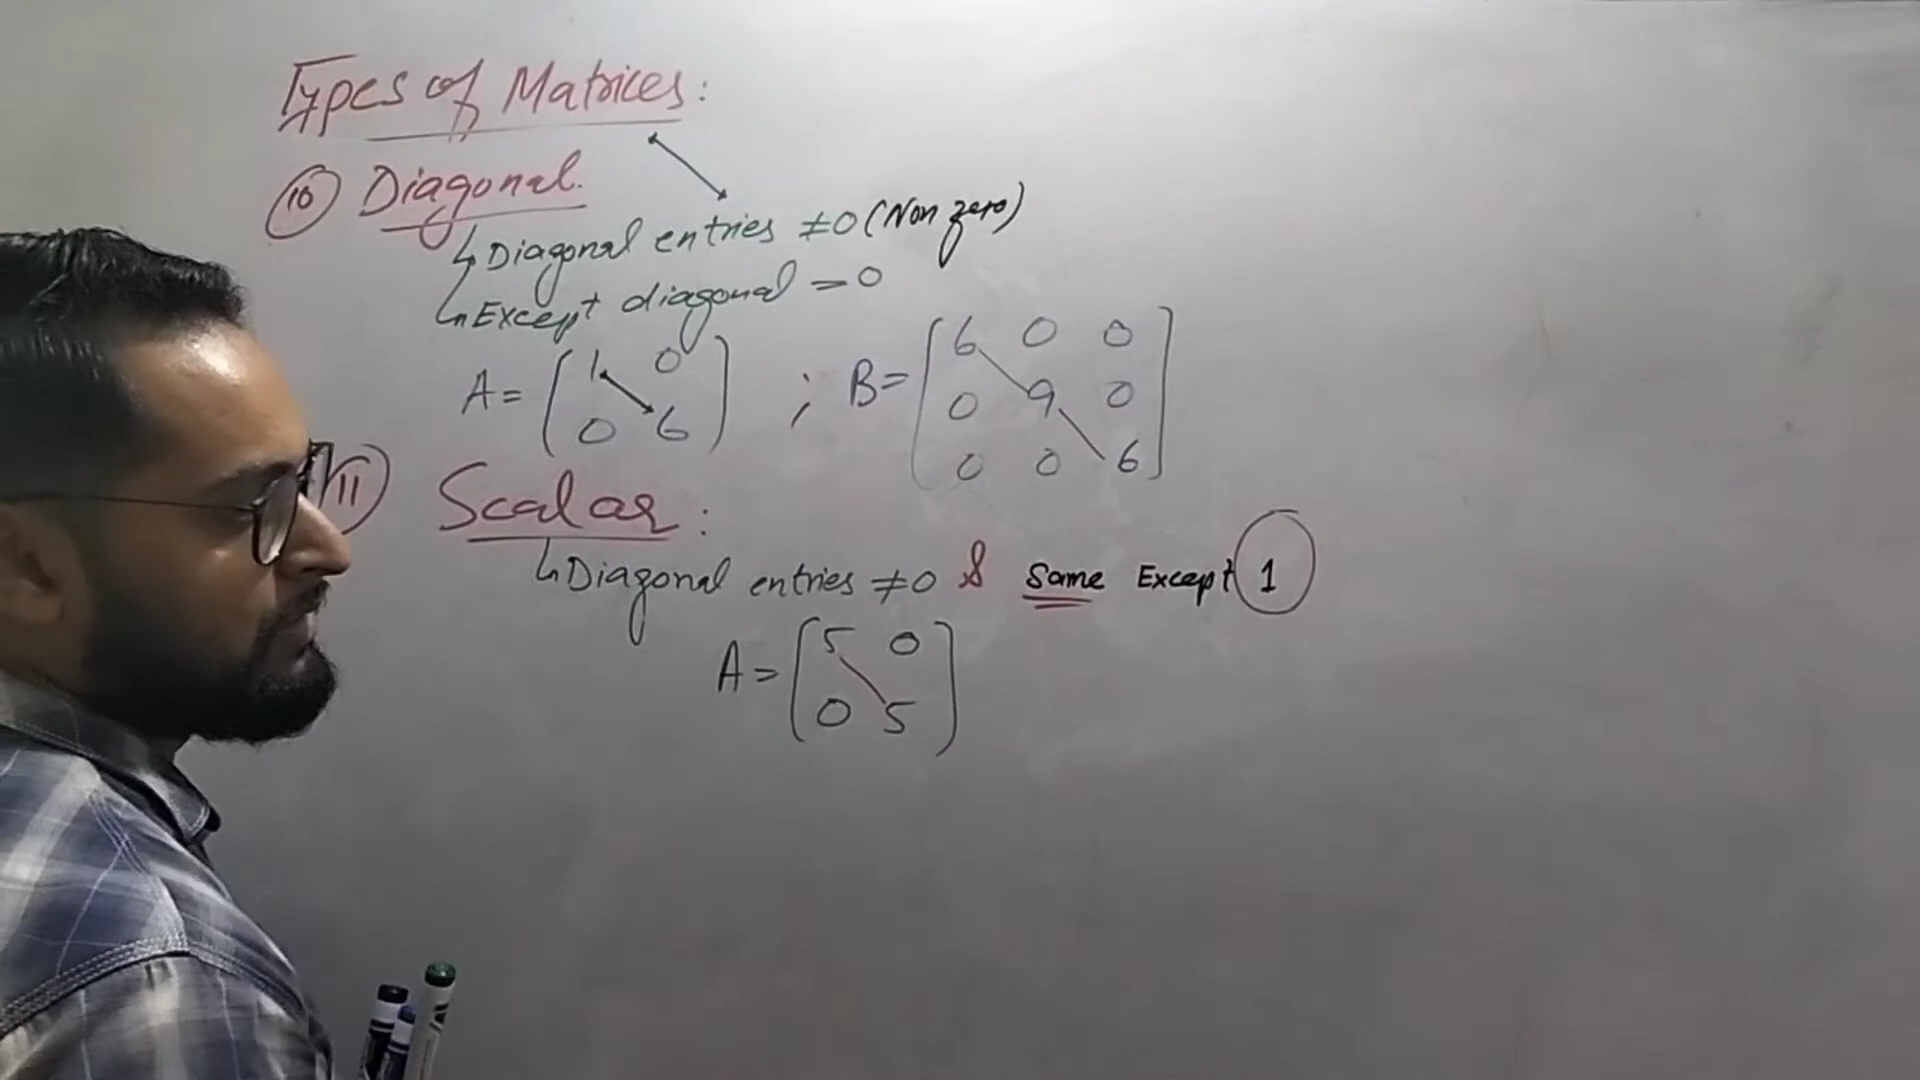 Types of Matrices:
10 Diagonal.
↳ Diagonal entries ≠0 (Non zero)
↳ Except diagonal = 0
A = [1 0 ; B = [6 0 0
0 6] 0 9 0
0 0 6]
11 Scalar:
↳ Diagonal entries ≠0 & Same Except 1
A = [5 0
0 5]